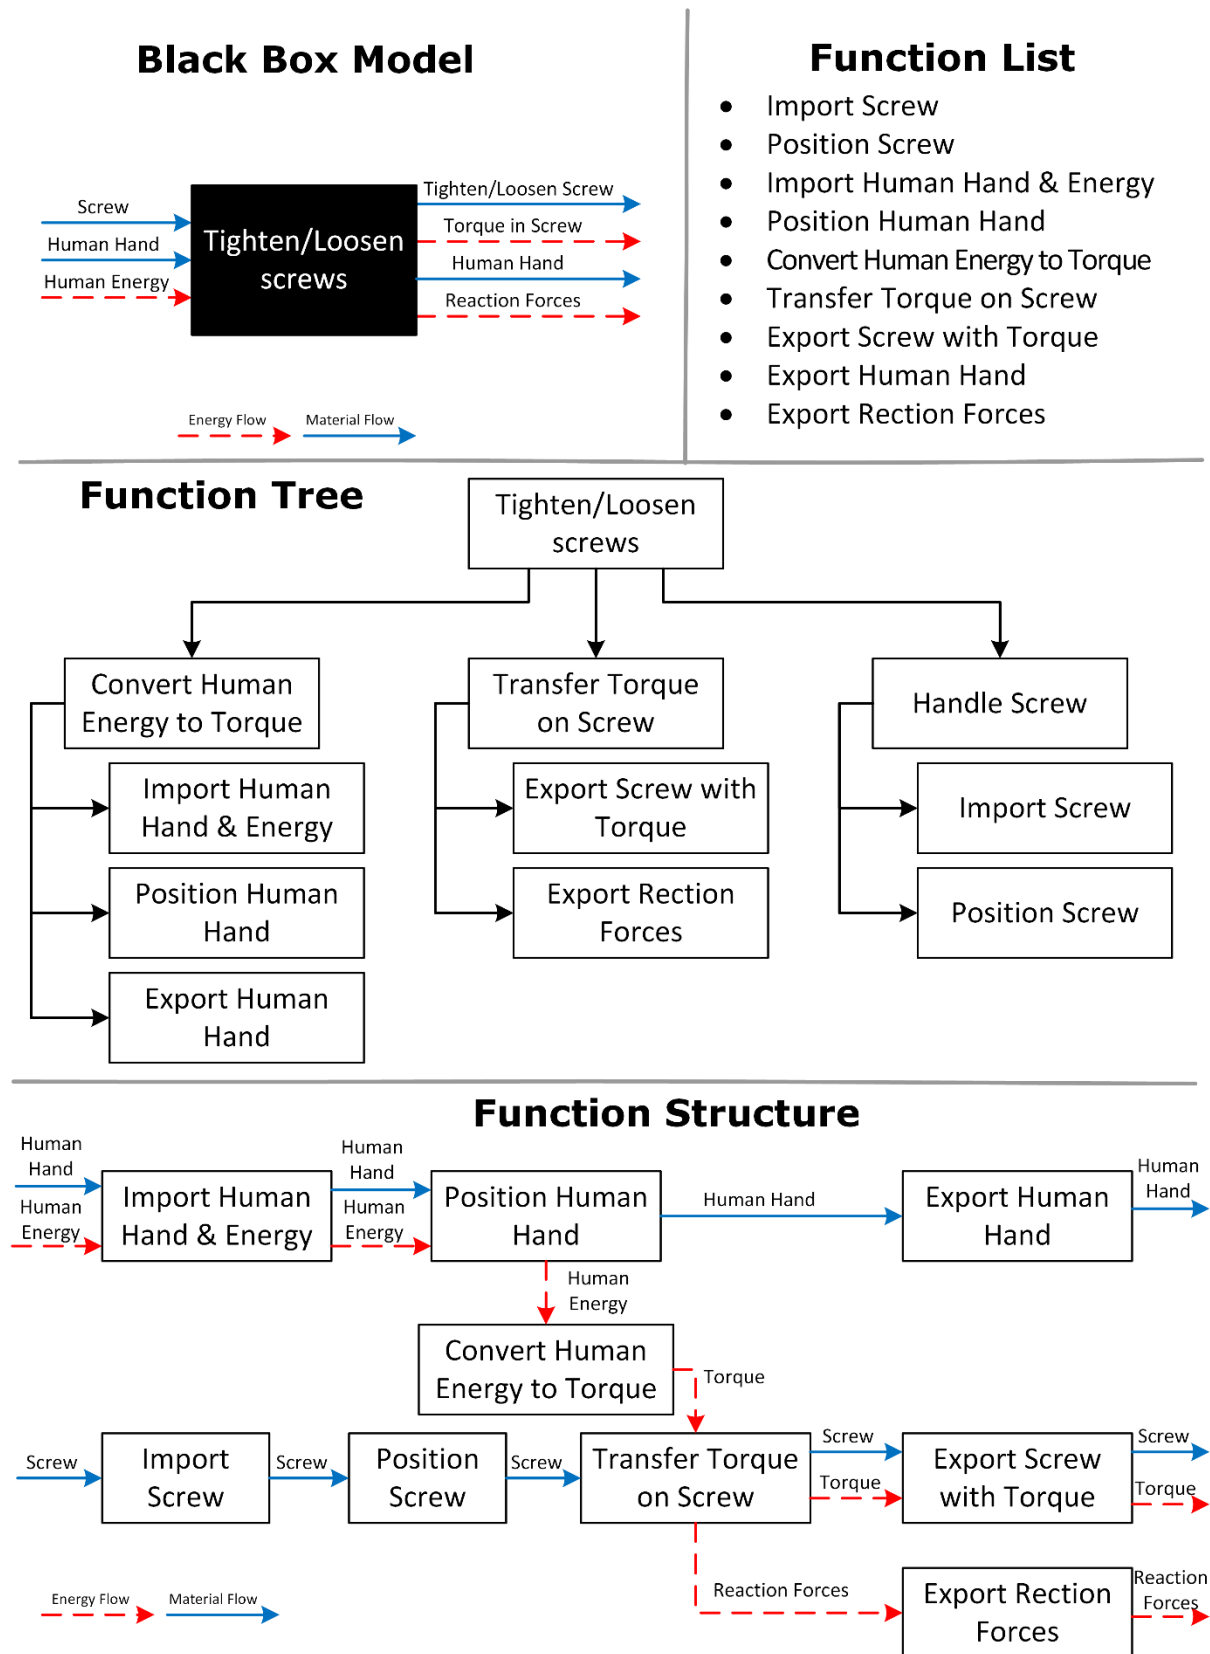 Black Box Model
Screw
Human Hand
Human Energy
Tighten/Loosen
screws
Tighten/Loosen Screw
Torque in Screw
Human Hand
Reaction Forces
Energy Flow
Material Flow
Function List
• Import Screw
• Position Screw
• Import Human Hand & Energy
• Position Human Hand
• Convert Human Energy to Torque
• Transfer Torque on Screw
• Export Screw with Torque
• Export Human Hand
• Export Rection Forces
Function Tree
Tighten/Loosen
screws
Convert Human
Energy to Torque
Import Human
Hand & Energy
Position Human
Hand
Export Human
Hand
Transfer Torque
on Screw
Export Screw with
Torque
Export Rection
Forces
Handle Screw
Import Screw
Position Screw
Function Structure
Human
Hand
Human
Energy
Import Human
Hand & Energy
Human
Hand
Human
Energy
Position Human
Hand
Human Hand
Export Human
Hand
Human
Hand
Human
Energy
Convert Human
Energy to Torque
Torque
Screw
Import
Screw
Screw
Position
Screw
Screw
Transfer Torque
on Screw
Screw
Torque
Export Screw
with Torque
Screw
Torque
Reaction Forces
Export Rection
Forces
Reaction
Forces
Energy Flow
Material Flow